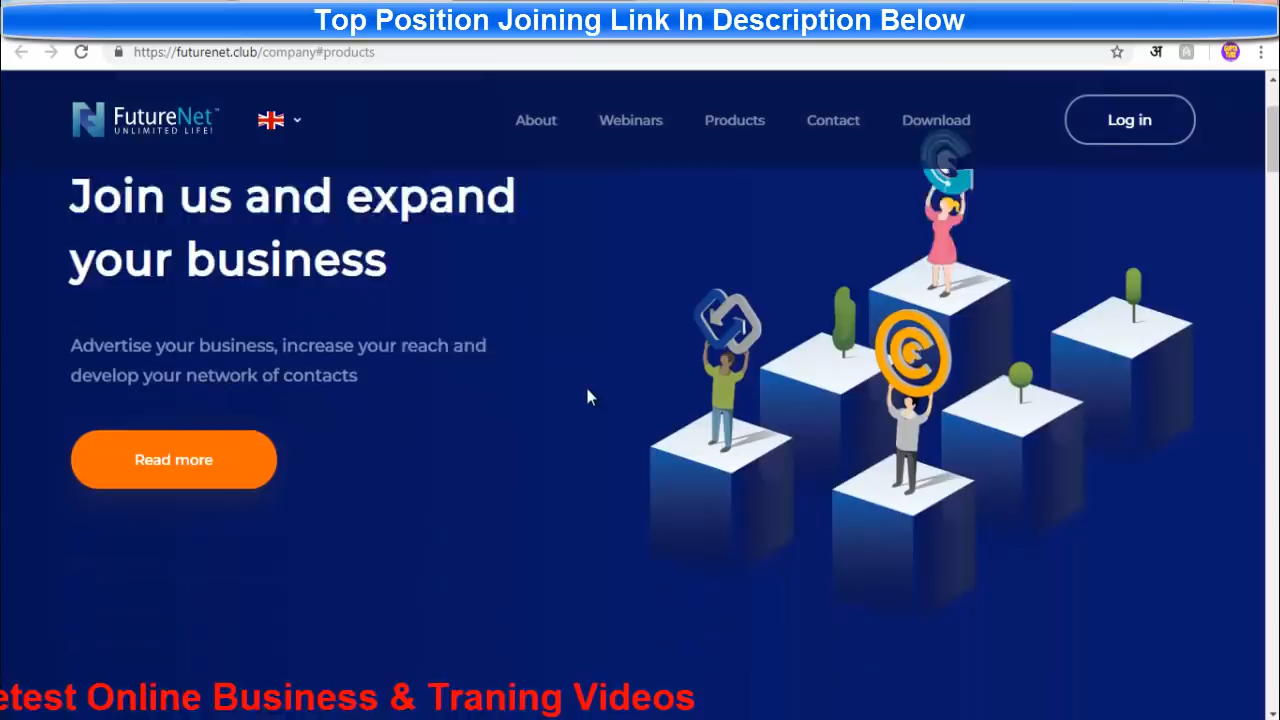 Top Position Joining Link In Description Below
https://futurenet.club/company#products
अ
FutureNet™
UNLIMITED LIFE!
About
Webinars
Products
Contact
Download
Log in
Join us and expand
your business
Advertise your business, increase your reach and
develop your network of contacts
Read more
etest Online Business & Traning Videos